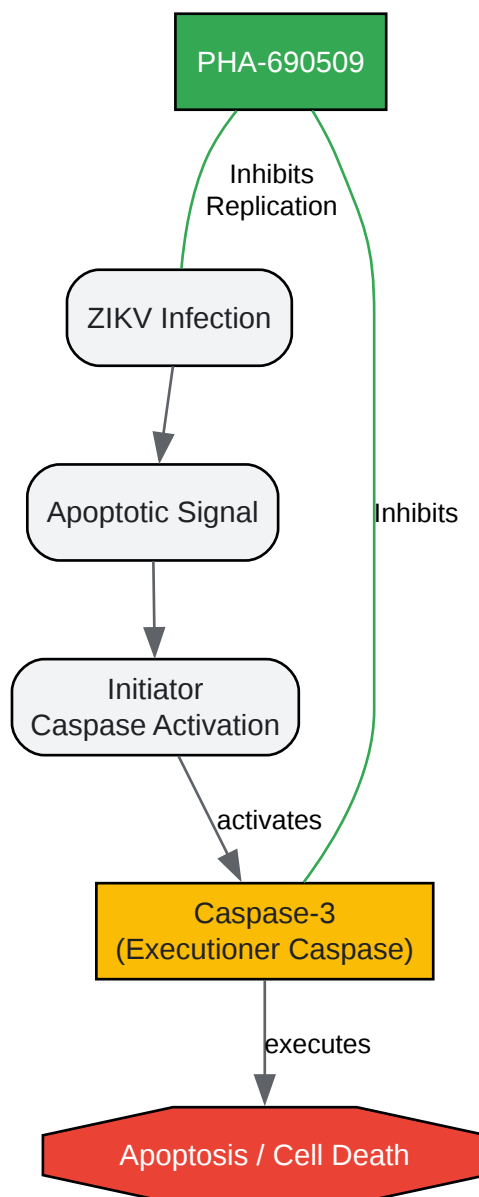 PHA-690509
Inhibits
Replication
ZIKV Infection
Apoptotic Signal
Inhibits
Initiator
Caspase Activation
activates
Caspase-3
(Executioner Caspase)
executes
Apoptosis / Cell Death